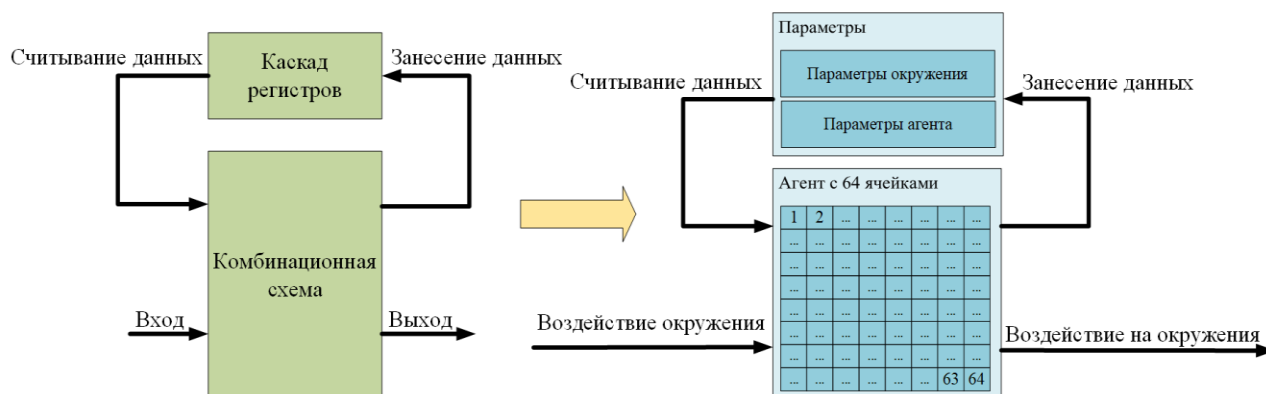 Считывание данных
Каскад
регистров
Занесение данных
Комбинационная
схема
Вход
Выход
Параметры
Параметры окружения
Параметры агента
Считывание данных
Занесение данных
Агент с 64 ячейками
1 2 ... ... ... ... ... ...
... ... ... ... ... ... ... ...
... ... ... ... ... ... ... ...
... ... ... ... ... ... ... ...
... ... ... ... ... ... ... ...
... ... ... ... ... ... ... ...
... ... ... ... ... ... ... ...
... ... ... ... ... ... 63 64
Воздействие окружения
Воздействие на окружения